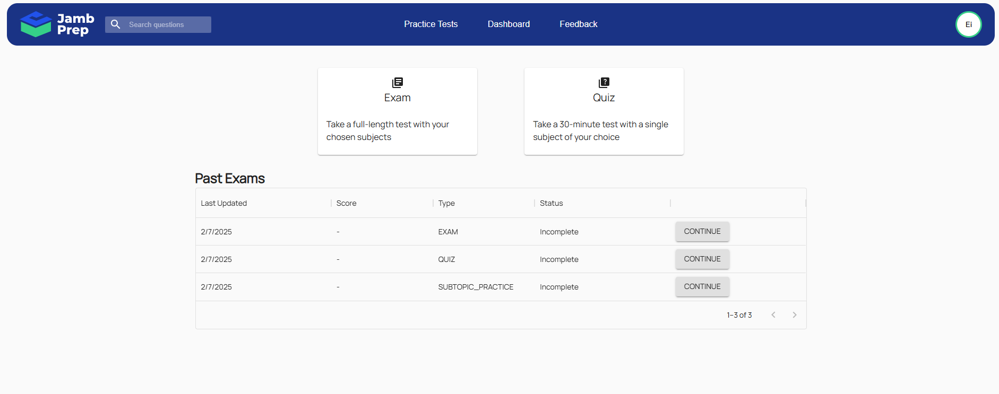 Jamb
Prep
Search questions
Practice Tests
Dashboard
Feedback
Ei
Exam
Take a full-length test with your
chosen subjects
Quiz
Take a 30-minute test with a single
subject of your choice
Past Exams
Last Updated Score Type Status
2/7/2025 - EXAM Incomplete CONTINUE
2/7/2025 - QUIZ Incomplete CONTINUE
2/7/2025 - SUBTOPIC_PRACTICE Incomplete CONTINUE
1–3 of 3